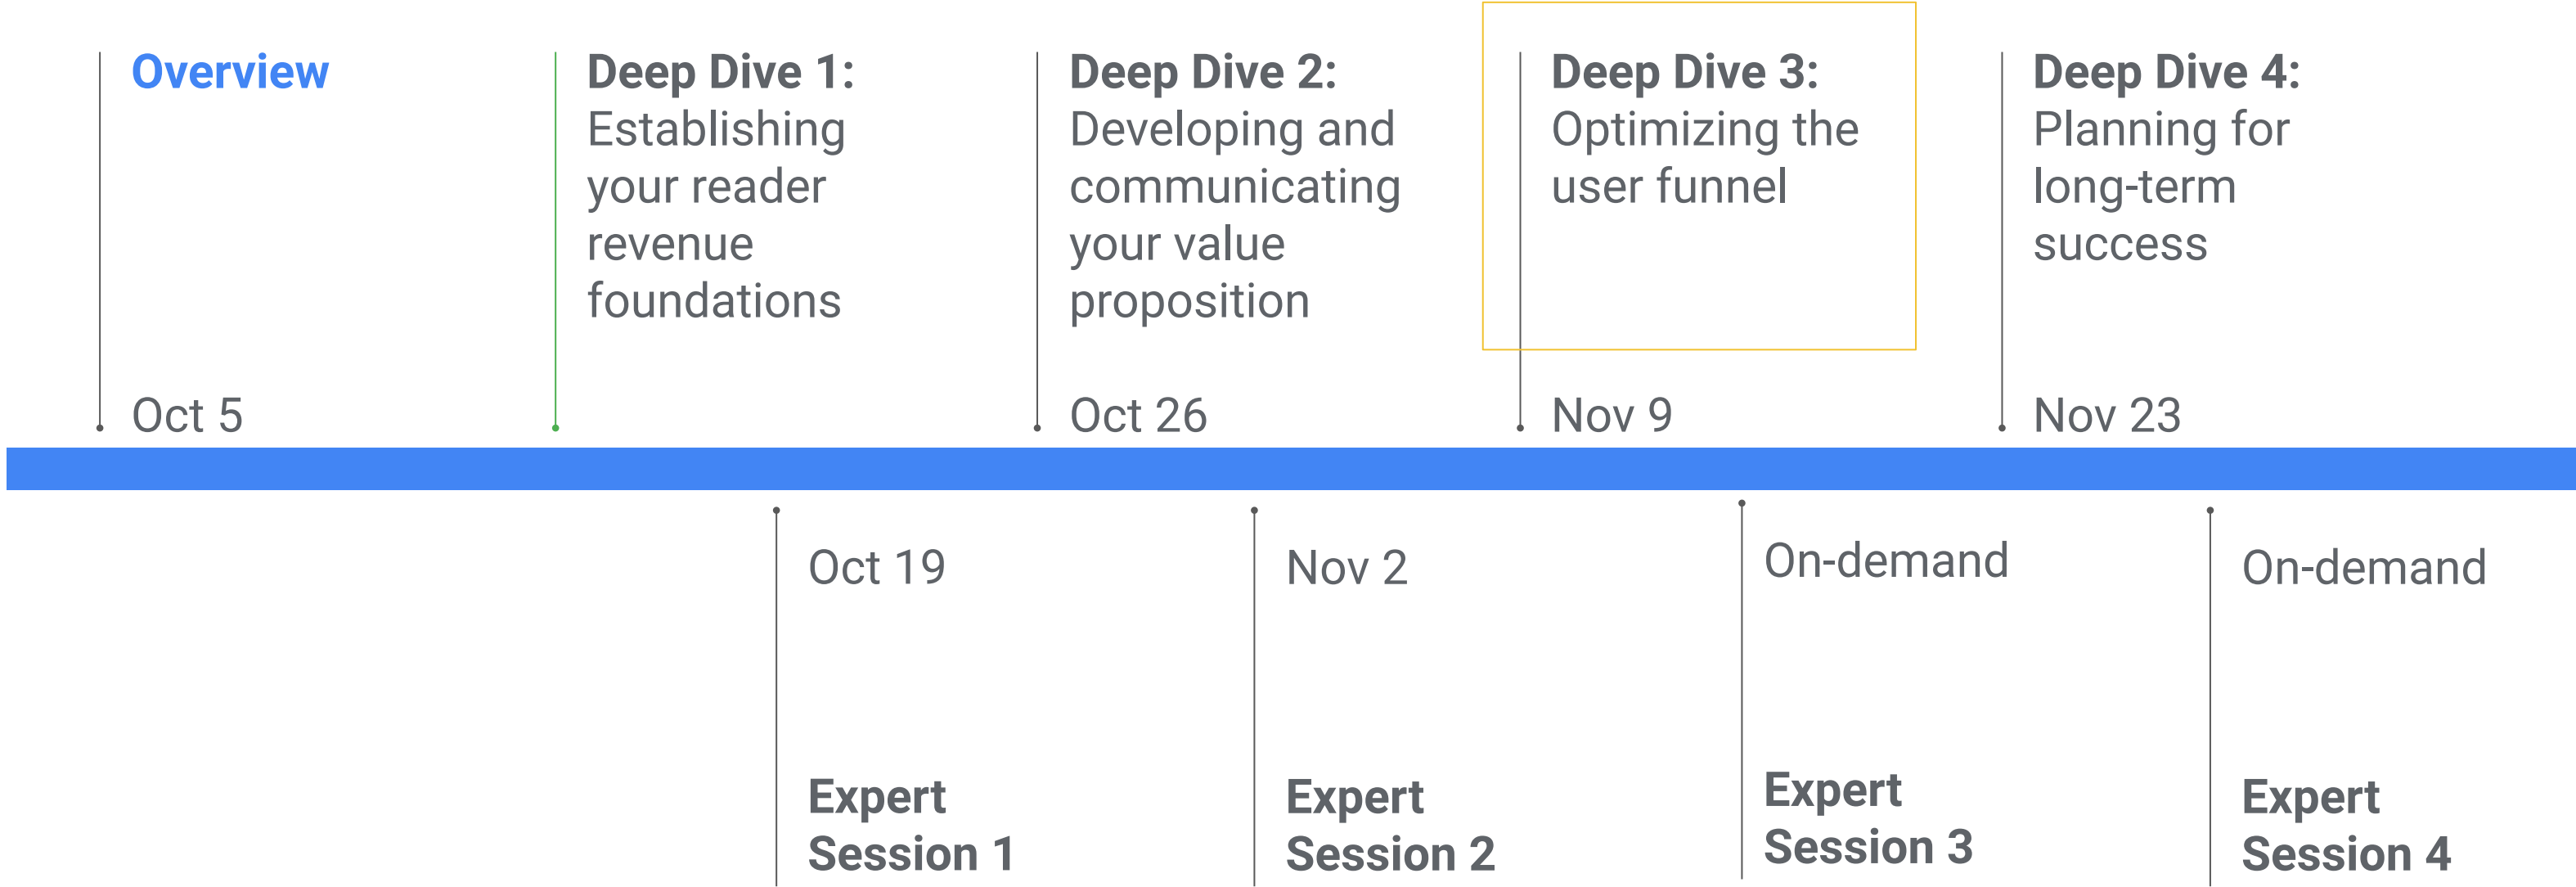 Overview
Oct 5
Deep Dive 1:
Establishing
your reader
revenue
foundations
Deep Dive 2:
Developing and
communicating
your value
proposition
Oct 26
Deep Dive 3:
Optimizing the
user funnel
Nov 9
Deep Dive 4:
Planning for
long-term
success
Nov 23
Oct 19
Expert
Session 1
Nov 2
Expert
Session 2
On-demand
Expert
Session 3
On-demand
Expert
Session 4